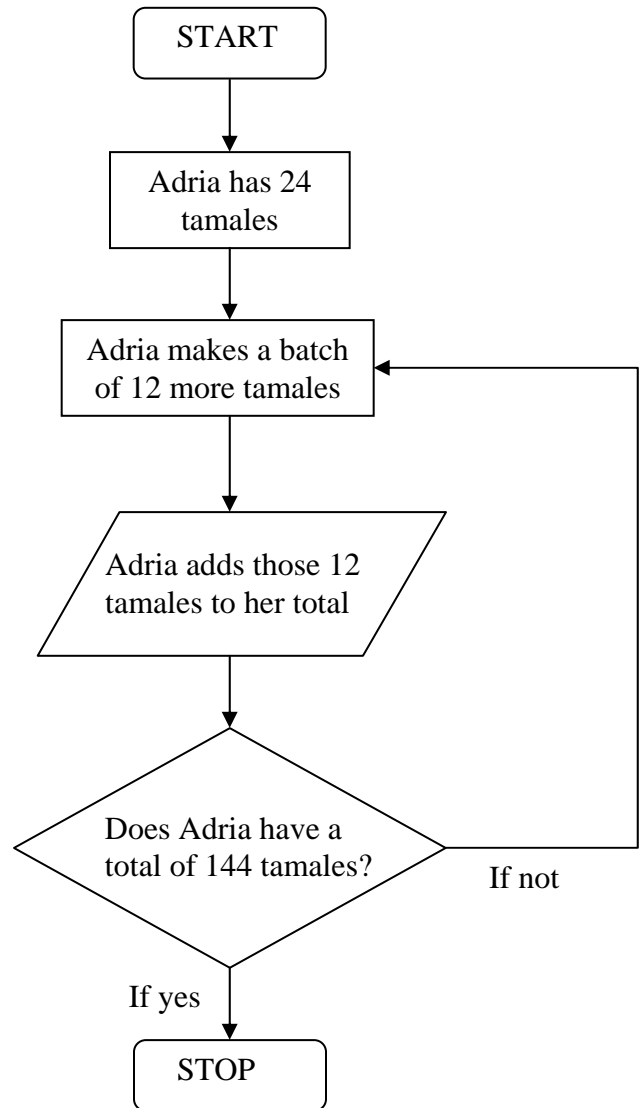 START
Adria has 24
tamales
Adria makes a batch
of 12 more tamales
Adria adds those 12
tamales to her total
Does Adria have a
total of 144 tamales?
If not
If yes
STOP